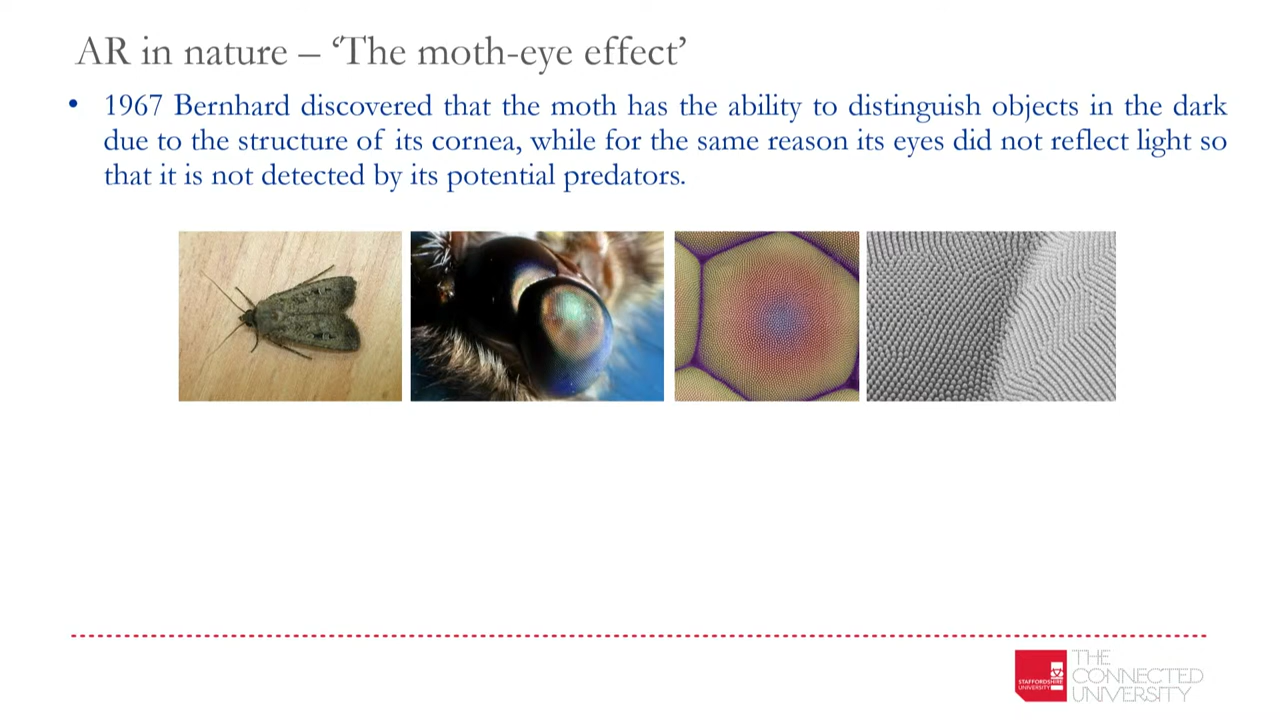 AR in nature – ‘The moth-eye effect’
• 1967 Bernhard discovered that the moth has the ability to distinguish objects in the dark
due to the structure of its cornea, while for the same reason its eyes did not reflect light so
that it is not detected by its potential predators.
STAFFORDSHIRE
UNIVERSITY
THE
CONNECTED
UNIVERSITY